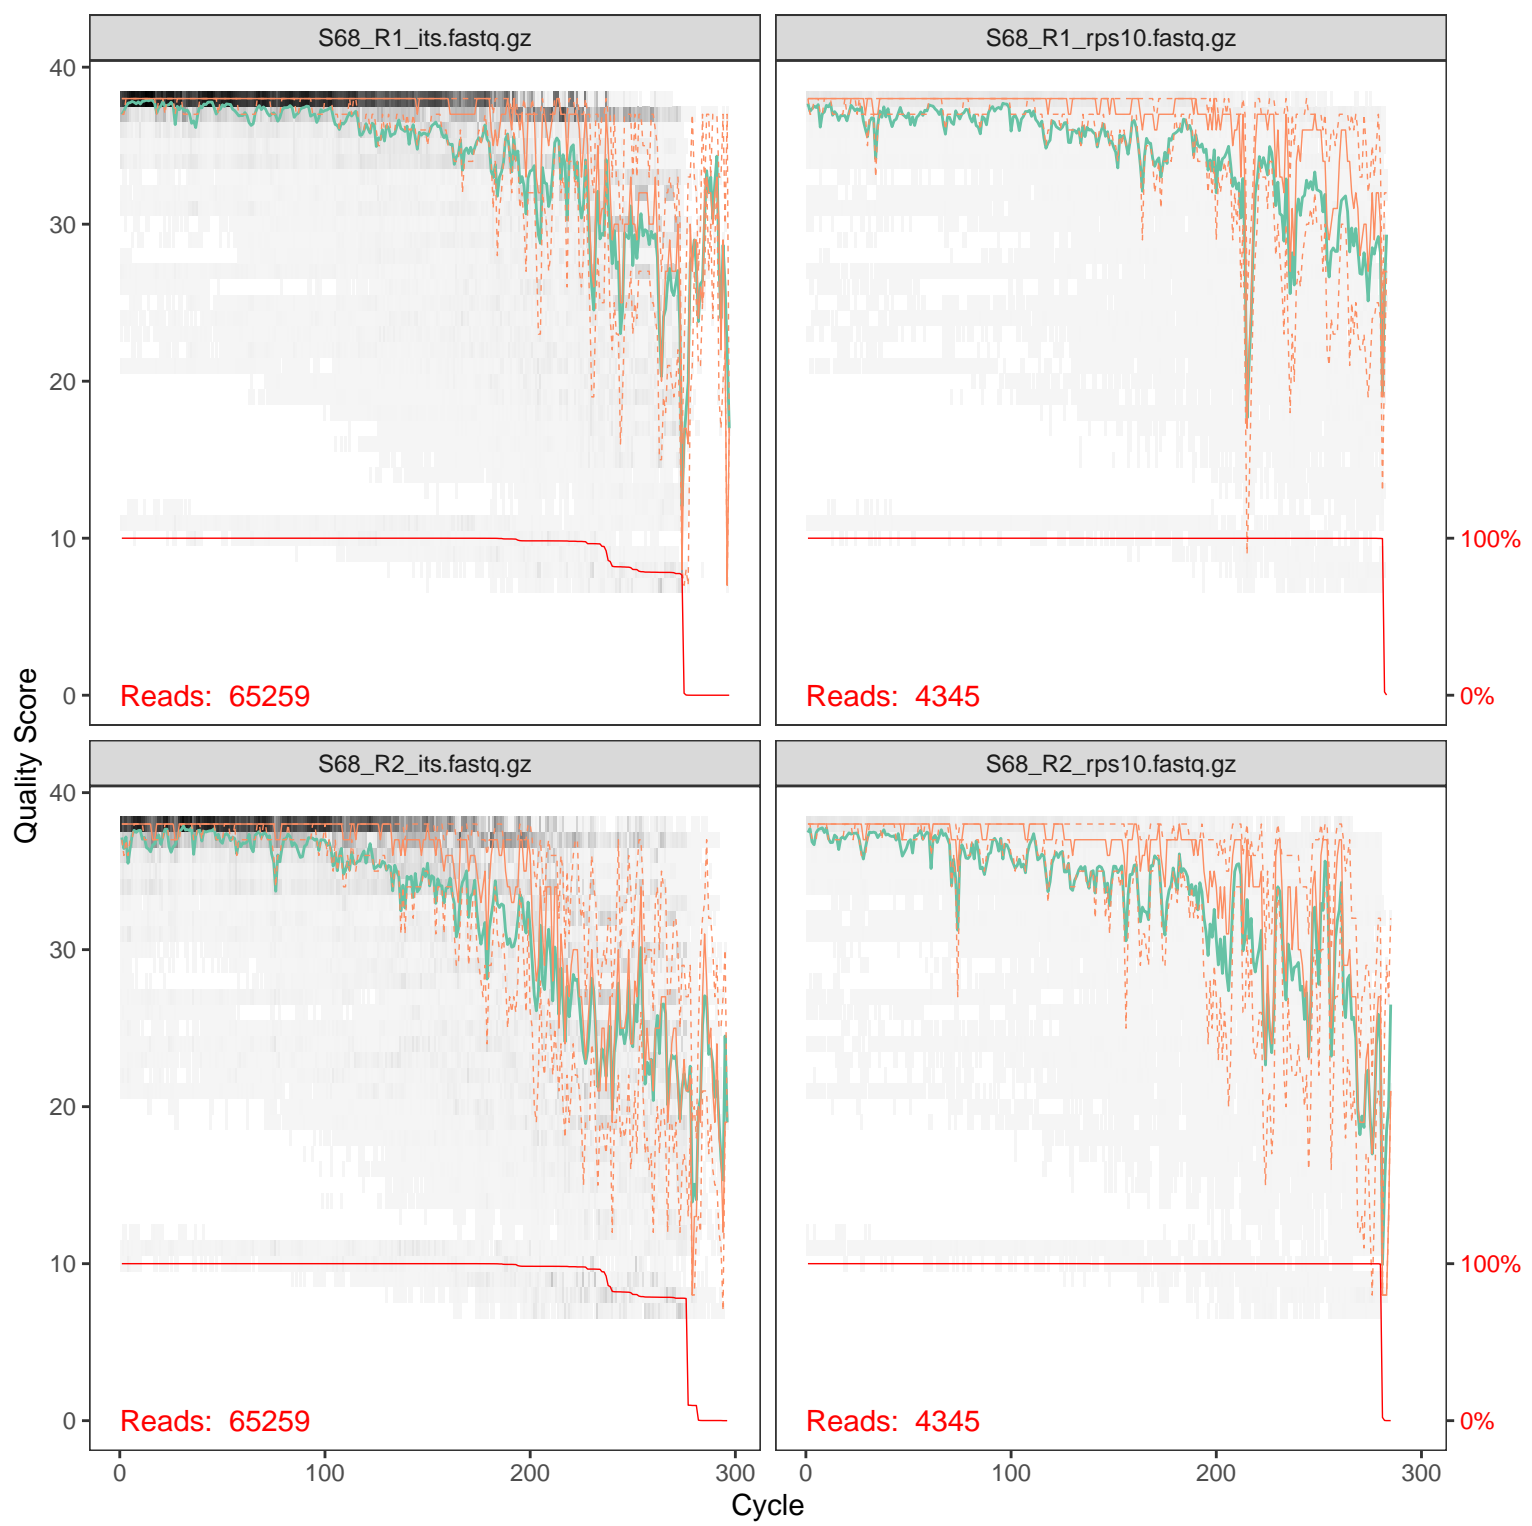 S68_R1_its.fastq.gz
S68_R1_rps10.fastq.gz
40
30
20
10
0
Reads: 65259
Reads: 4345
100%
0%
Quality Score
S68_R2_its.fastq.gz
S68_R2_rps10.fastq.gz
40
30
20
10
0
Reads: 65259
Reads: 4345
100%
0%
0 100 200 300
0 100 200 300
Cycle